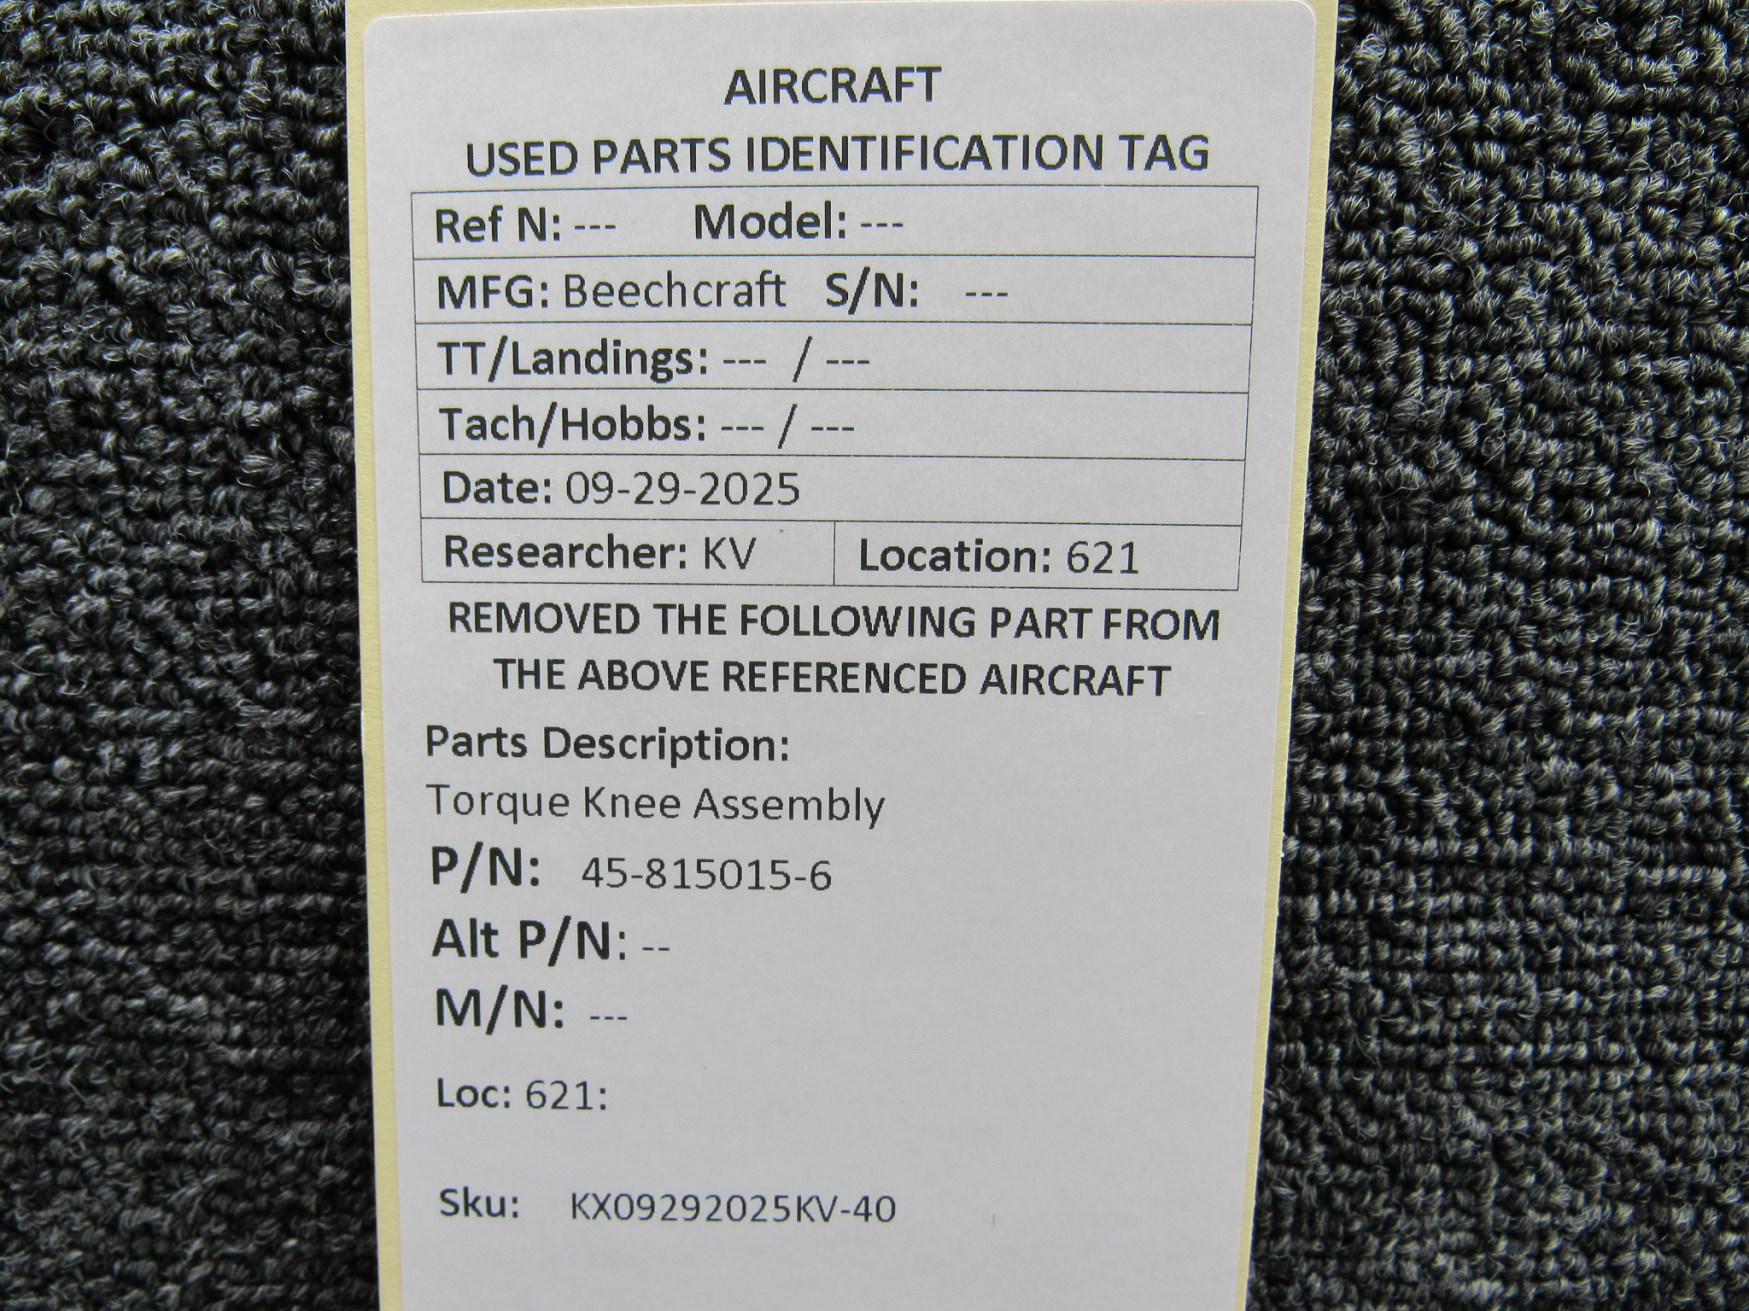 AIRCRAFT
USED PARTS IDENTIFICATION TAG
Ref N: --- Model: ---
MFG: Beechcraft S/N: ---
TT/Landings: --- / ---
Tach/Hobbs: --- / ---
Date: 09-29-2025
Researcher: KV Location: 621
REMOVED THE FOLLOWING PART FROM
THE ABOVE REFERENCED AIRCRAFT
Parts Description:
Torque Knee Assembly
P/N: 45-815015-6
Alt P/N: --
M/N: ---
Loc: 621:
Sku: KX09292025KV-40